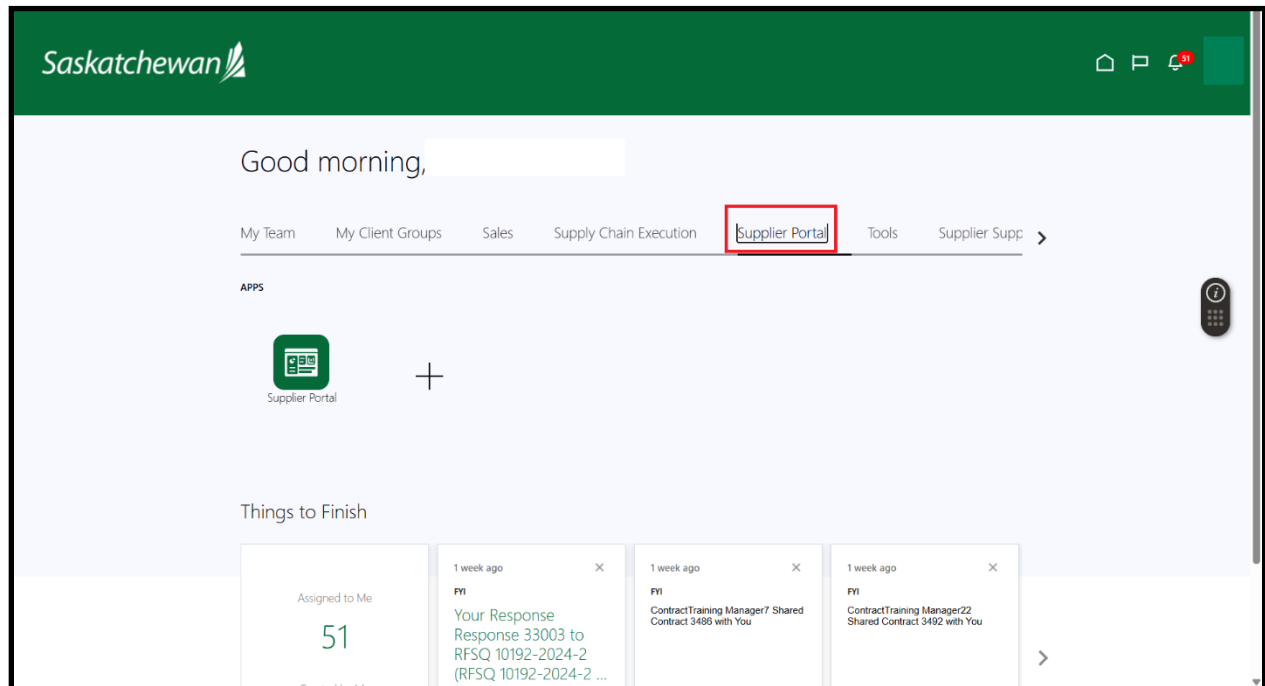 Saskatchewan
51
Good morning,
My Team My Client Groups Sales Supply Chain Execution Supplier Portal Tools Supplier Supp
APPS
Supplier Portal
Things to Finish
Assigned to Me
51
1 week ago
FYI
Your Response
Response 33003 to
RFSQ 10192-2024-2
(RFSQ 10192-2024-2 ...
1 week ago
FYI
ContractTraining Manager7 Shared
Contract 3486 with You
1 week ago
FYI
ContractTraining Manager22
Shared Contract 3492 with You